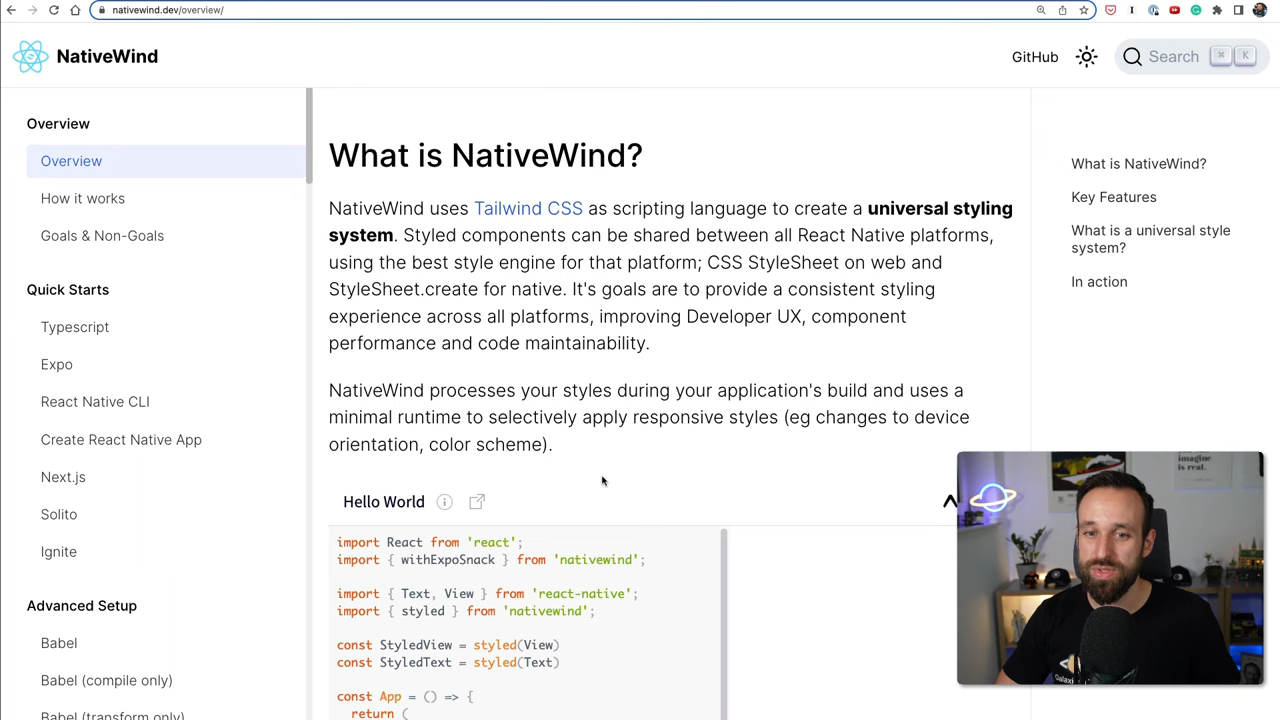 nativewind.dev/overview/
NativeWind
GitHub
Search
K
Overview
Overview
How it works
Goals & Non-Goals
Quick Starts
Typescript
Expo
React Native CLI
Create React Native App
Next.js
Solito
Ignite
Advanced Setup
Babel
Babel (compile only)
Babel (transform only)
What is NativeWind?
NativeWind uses Tailwind CSS as scripting language to create a universal styling
system. Styled components can be shared between all React Native platforms,
using the best style engine for that platform; CSS StyleSheet on web and
StyleSheet.create for native. It's goals are to provide a consistent styling
experience across all platforms, improving Developer UX, component
performance and code maintainability.
NativeWind processes your styles during your application's build and uses a
minimal runtime to selectively apply responsive styles (eg changes to device
orientation, color scheme).
Hello World
import React from 'react';
import { withExpoSnack } from 'nativewind';
import { Text, View } from 'react-native';
import { styled } from 'nativewind';
const StyledView = styled(View)
const StyledText = styled(Text)
const App = () => {
return (
What is NativeWind?
Key Features
What is a universal style
system?
In action
imagine
is real.
Galaxi